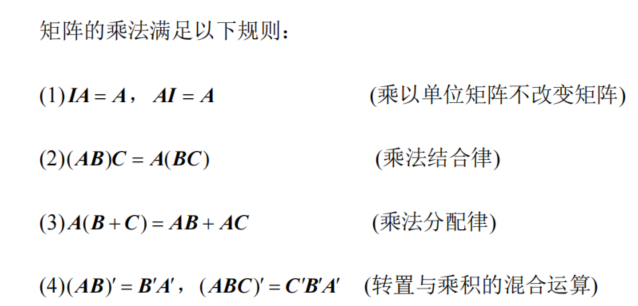 矩阵的乘法满足以下规则：
(1) IA = A， AI = A (乘以单位矩阵不改变矩阵)
(2)(AB)C = A(BC) (乘法结合律)
(3) A(B + C) = AB + AC (乘法分配律)
(4)(AB)′ = B′A′，(ABC)′ = C′B′A′ (转置与乘积的混合运算)